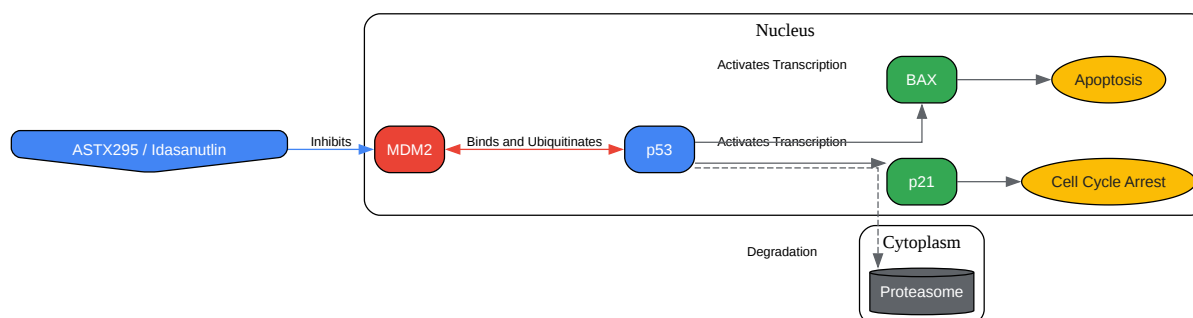 Nucleus
Activates Transcription
BAX
Apoptosis
ASTX295 / Idasanutlin
Inhibits
MDM2
Binds and Ubiquitinates
p53
Activates Transcription
p21
Cell Cycle Arrest
Cytoplasm
Degradation
Proteasome